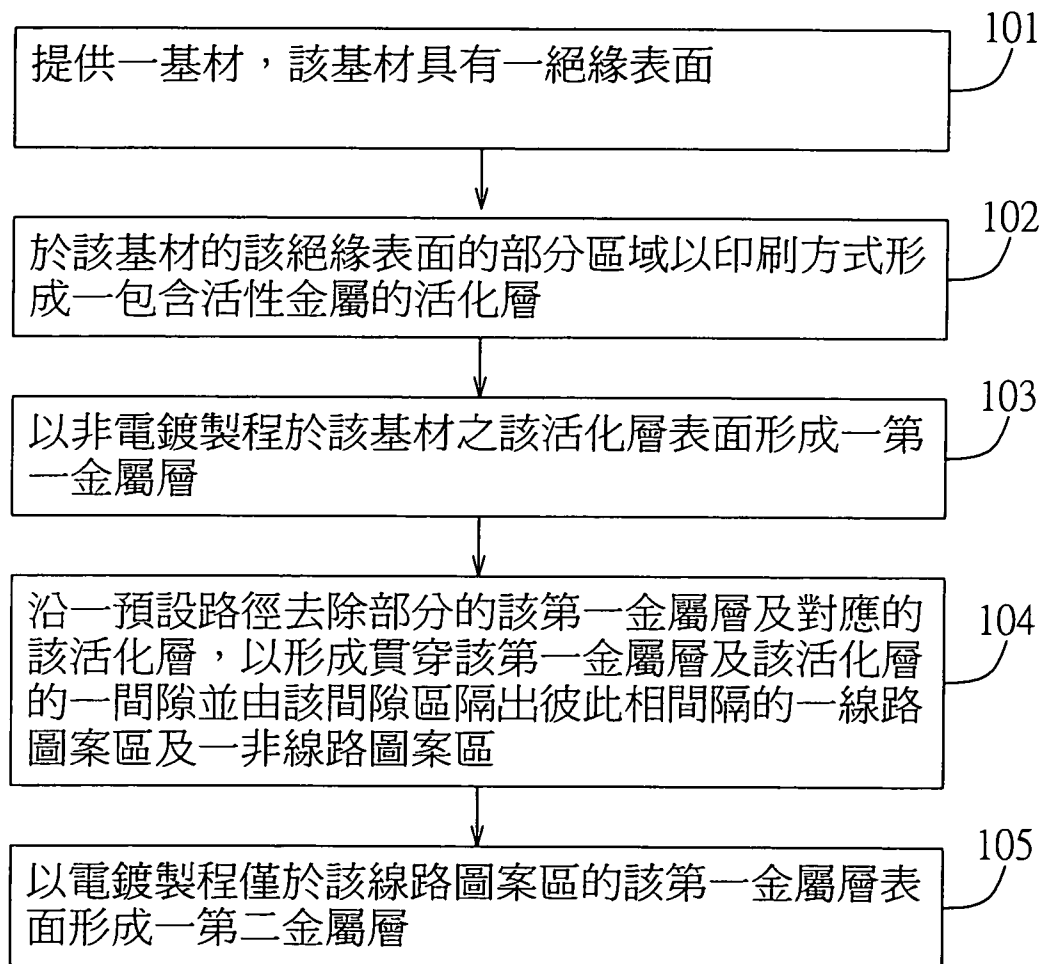 101
提供一基材，該基材具有一絕緣表面
102
於該基材的該絕緣表面的部分區域以印刷方式形
成一包含活性金屬的活化層
103
以非電鍍製程於該基材之該活化層表面形成一第
一金屬層
104
沿一預設路徑去除部分的該第一金屬層及對應的
該活化層，以形成貫穿該第一金屬層及該活化層
的一間隙並由該間隙區隔出彼此相間隔的一線路
圖案區及一非線路圖案區
105
以電鍍製程僅於該線路圖案區的該第一金屬層表
面形成一第二金屬層